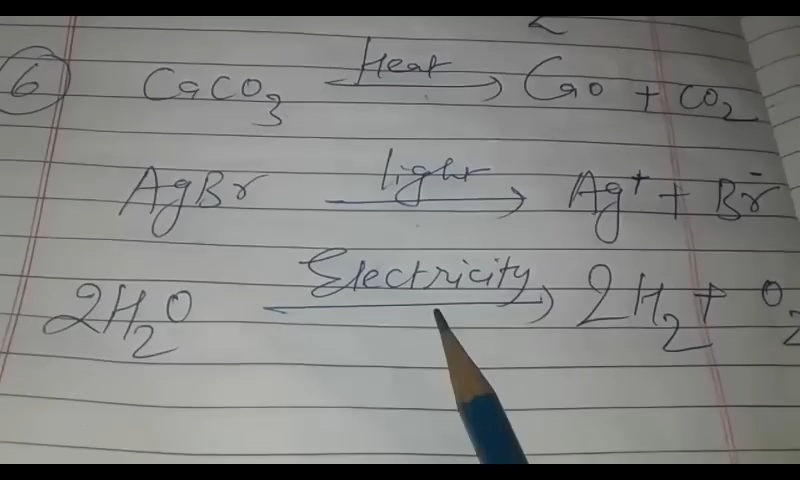 6 CaCO₃ Heat → CaO + CO₂
AgBr light → Ag⁺ + Br⁻
2H₂O Electricity → 2H₂ + O₂